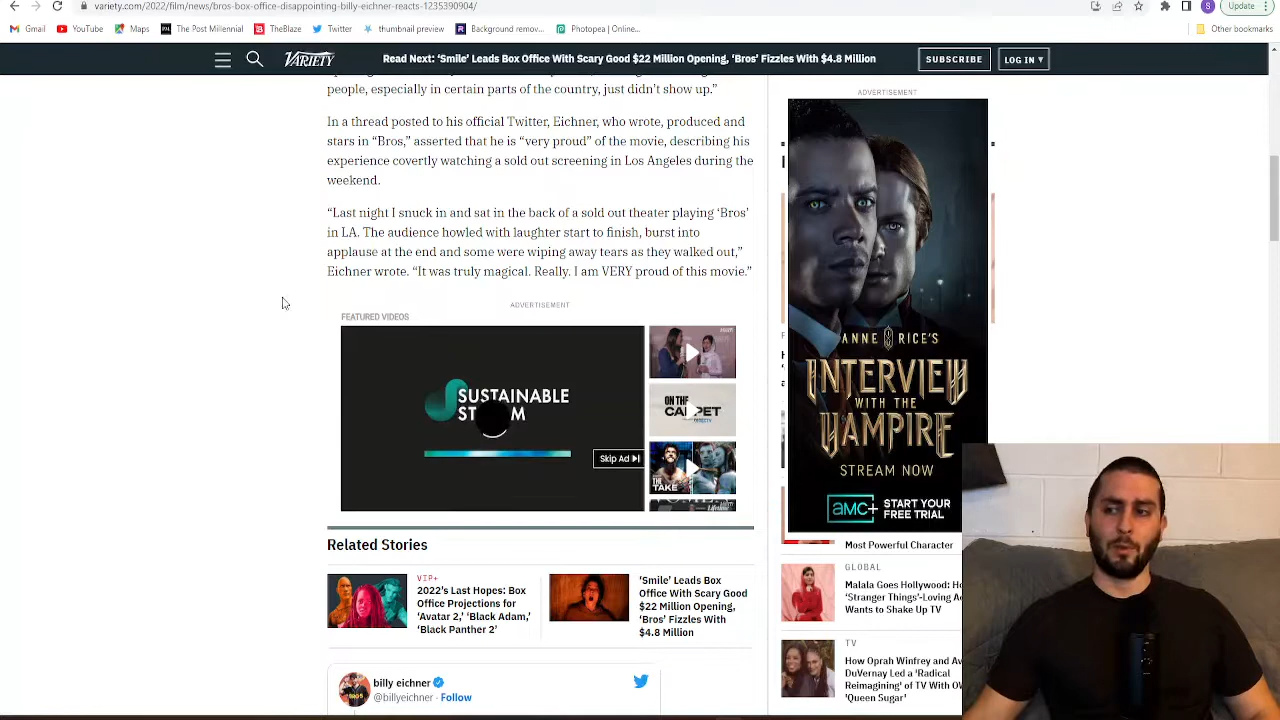 variety.com/2022/film/news/bros-box-office-disappointing-billy-eichner-reacts-1235390904/
S
Update
Gmail
YouTube
Maps
The Post Millennial
TheBlaze
Twitter
thumbnail preview
Background remov...
Photopea | Online...
Other bookmarks
VARIETY
Read Next: ‘Smile’ Leads Box Office With Scary Good $22 Million Opening, ‘Bros’ Fizzles With $4.8 Million
SUBSCRIBE
LOG IN ▾
people, especially in certain parts of the country, just didn’t show up.”
In a thread posted to his official Twitter, Eichner, who wrote, produced and
stars in “Bros,” asserted that he is “very proud” of the movie, describing his
experience covertly watching a sold out screening in Los Angeles during the
weekend.
“Last night I snuck in and sat in the back of a sold out theater playing ‘Bros’
in LA. The audience howled with laughter start to finish, burst into
applause at the end and some were wiping away tears as they walked out,”
Eichner wrote. “It was truly magical. Really. I am VERY proud of this movie.”
ADVERTISEMENT
FEATURED VIDEOS
SUSTAINABLE
Skip Ad
ON THE
CARPET
THE TAKE
Related Stories
VIP+
2022’s Last Hopes: Box
Office Projections for
‘Avatar 2,’ ‘Black Adam,’
‘Black Panther 2’
‘Smile’ Leads Box
Office With Scary Good
$22 Million Opening,
‘Bros’ Fizzles With
$4.8 Million
billy eichner
@billyeichner · Follow
ADVERTISEMENT
ANNE RICE’S
INTERVIEW
WITH THE
VAMPIRE
STREAM NOW
aMC+
START YOUR
FREE TRIAL
Most Powerful Character
GLOBAL
Malala Goes Hollywood:
‘Stranger Things’-Loving
Wants to Shake Up TV
TV
How Oprah Winfrey and
DuVernay Led a ‘Radical
Reimagining’ of TV With
‘Queen Sugar’